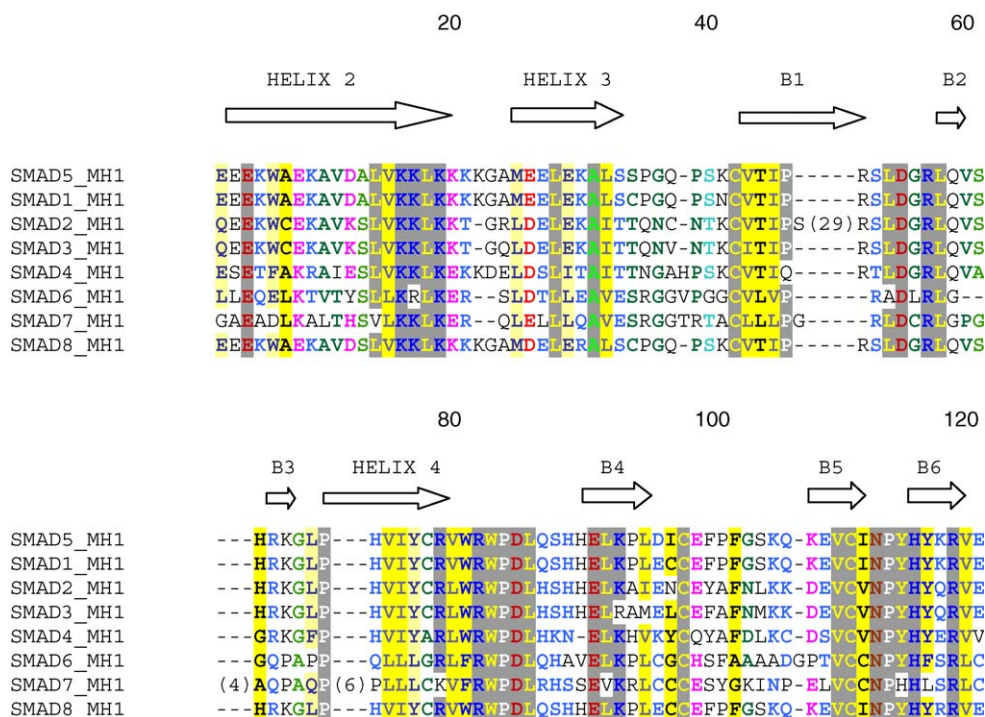 20 40 60
HELIX 2 HELIX 3 B1 B2
SMAD5_MH1 EEEKWAEKAVDALVKKLKKKKGAMEELEKALSSPGQ-PSKCVTIP-----RSLDGRLQVS
SMAD1_MH1 EEEKWAEKAVDALVKKLKKKKGAMEELEKALSCPGQ-PSNCVTIP-----RSLDGRLQVS
SMAD2_MH1 QEEKWCEKAVKSLVKKLKKT-GRLDELEKAITTQNC-NTKCVTIPS(29)RSLDGRLQVS
SMAD3_MH1 QEEKWCEKAVKSLVKKLKKT-GQLDELEKAITTQNV-NTKCITIP-----RSLDGRLQVS
SMAD4_MH1 ESETFAKRAIESLVKKLKEKKDELDSLITAITTNGAHPSKCVTIQ-----RTLDGRLQVA
SMAD6_MH1 LLEQELKTVTYSLLKRLKER--SLDTLLEAVESRGGVPGGCVLVP-----RADLRLG--
SMAD7_MH1 GAEADLKALTHSVLKKLKER--QLELLLQAVESRGGTRTACLLLPG----RLDCRLGPG
SMAD8_MH1 EEEKWAEKAVDSLVKKLKKKKGAMDELERALSCPGQ-PSKCVTIP-----RSLDGRLQVS
80 100 120
B3 HELIX 4 B4 B5 B6
SMAD5_MH1 ---HRKGLP---HVIYCRVWRWPDLQSHHELKPLDICEFPFGSKQ-KEVCINPYHYKRVE
SMAD1_MH1 ---HRKGLP---HVIYCRVWRWPDLQSHHELKPLECCEFPFGSKQ-KEVCINPYHYKRVE
SMAD2_MH1 ---HRKGLP---HVIYCRLWRWPDLHSHHELKAIENCEYAFNLKK-DEVCVNPYHYQRVE
SMAD3_MH1 ---HRKGLP---HVIYCRLWRWPDLHSHHELRAMELCEFAFNMKK-DEVCVNPYHYQRVE
SMAD4_MH1 ---GRKGFP---HVIYARLWRWPDLHKN-ELKHVKYCQYAFDLKC-DSVCVNPYHYERVV
SMAD6_MH1 ---GQPAPP---QLLLGRLFRWPDLQHAVELKPLCGCHSFAAAADGPTVCCNPYHFSRLC
SMAD7_MH1 (4)AQPAQP(6)PLLLCKVFRWPDLRHSSEVKRLCCCESYGKINP-ELVCCNPHHLSRLC
SMAD8_MH1 ---HRKGLP---HVIYCRVWRWPDLQSHHELKPLECCEFPFGSKQ-KEVCINPYHYRRVE